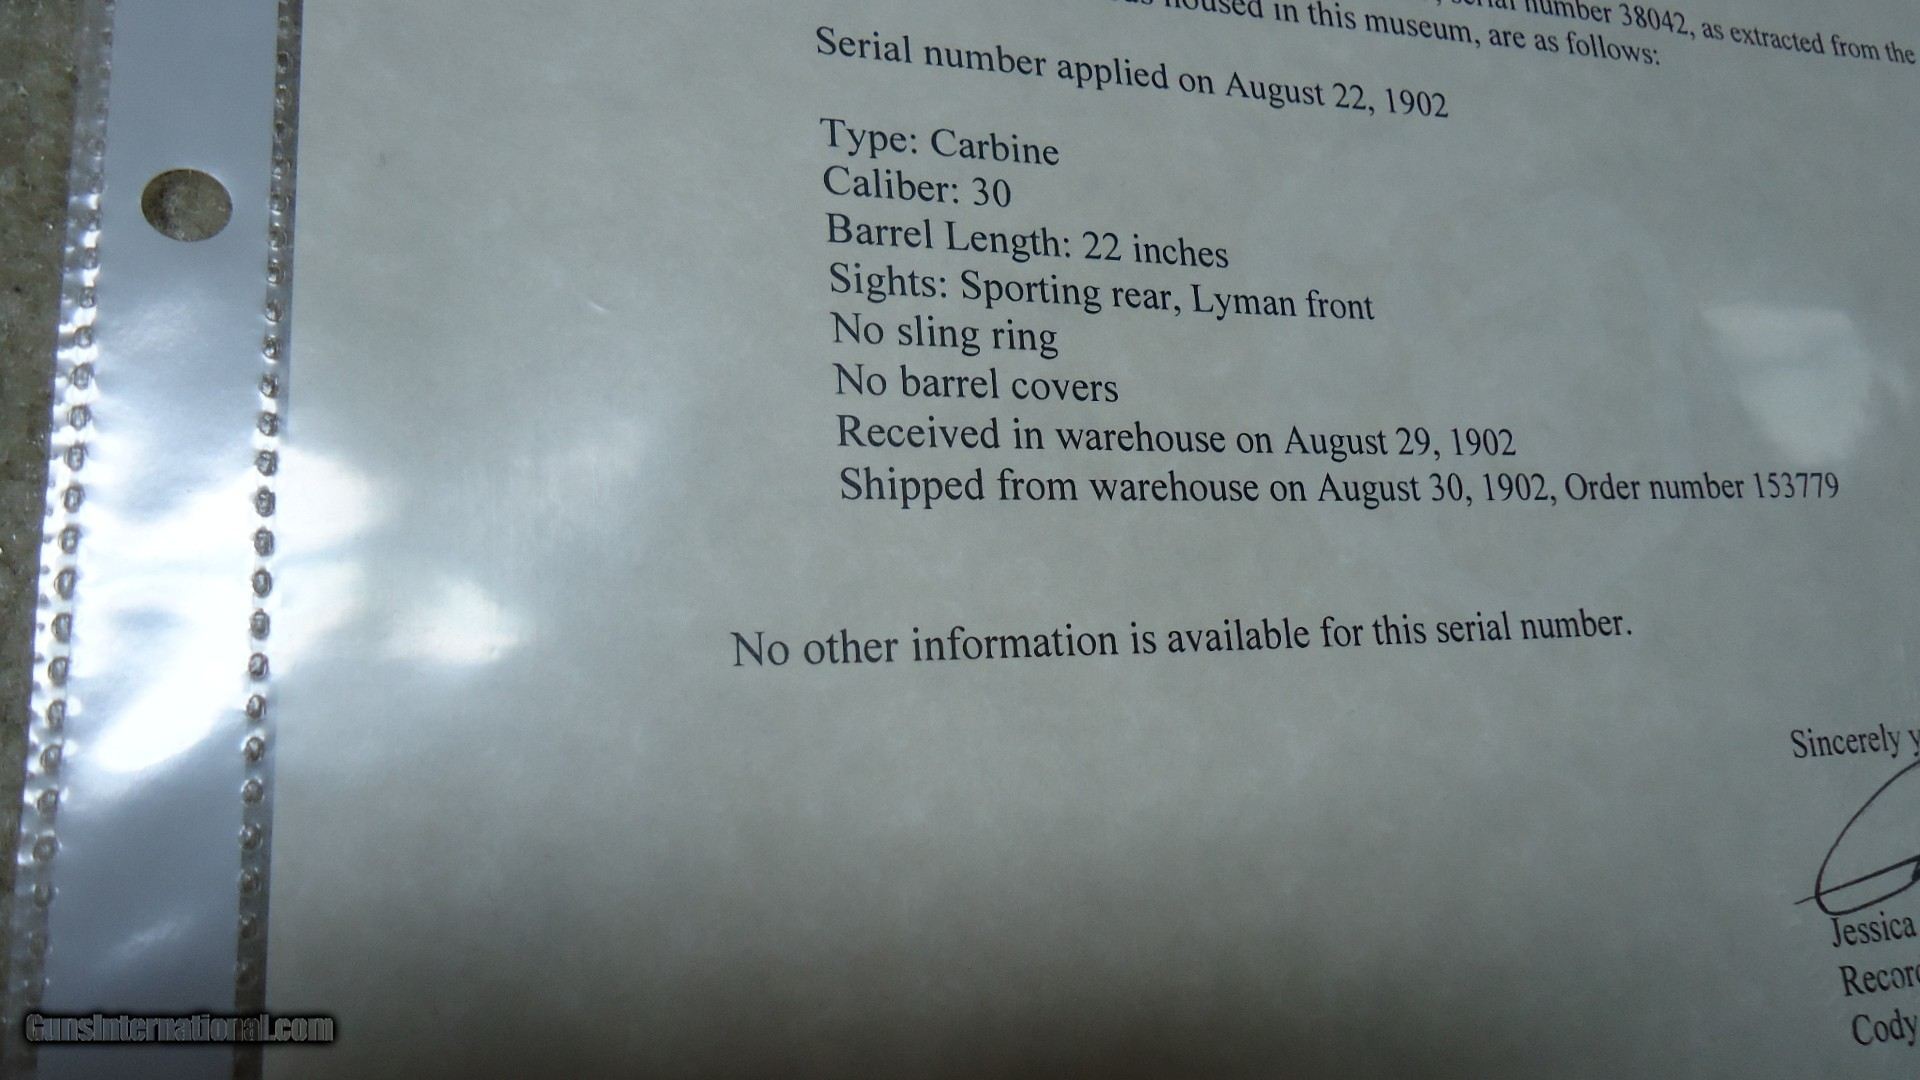 number 38042, as extracted from the
housed in this museum, are as follows:
Serial number applied on August 22, 1902
Type: Carbine
Caliber: 30
Barrel Length: 22 inches
Sights: Sporting rear, Lyman front
No sling ring
No barrel covers
Received in warehouse on August 29, 1902
Shipped from warehouse on August 30, 1902, Order number 153779
No other information is available for this serial number.
Sincerely
Jessica
Cody
GunsInternational.com